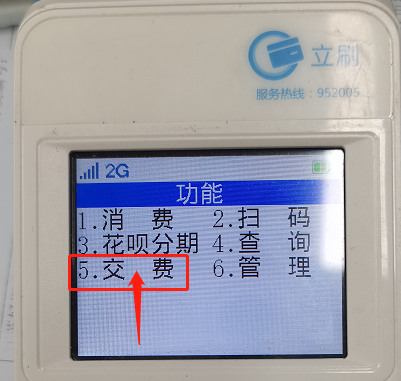 立刷
服务热线：952005
2G
功能
1.消 费 2.扫 码
3.花呗分期 4.查 询
5.交 费 6.管 理